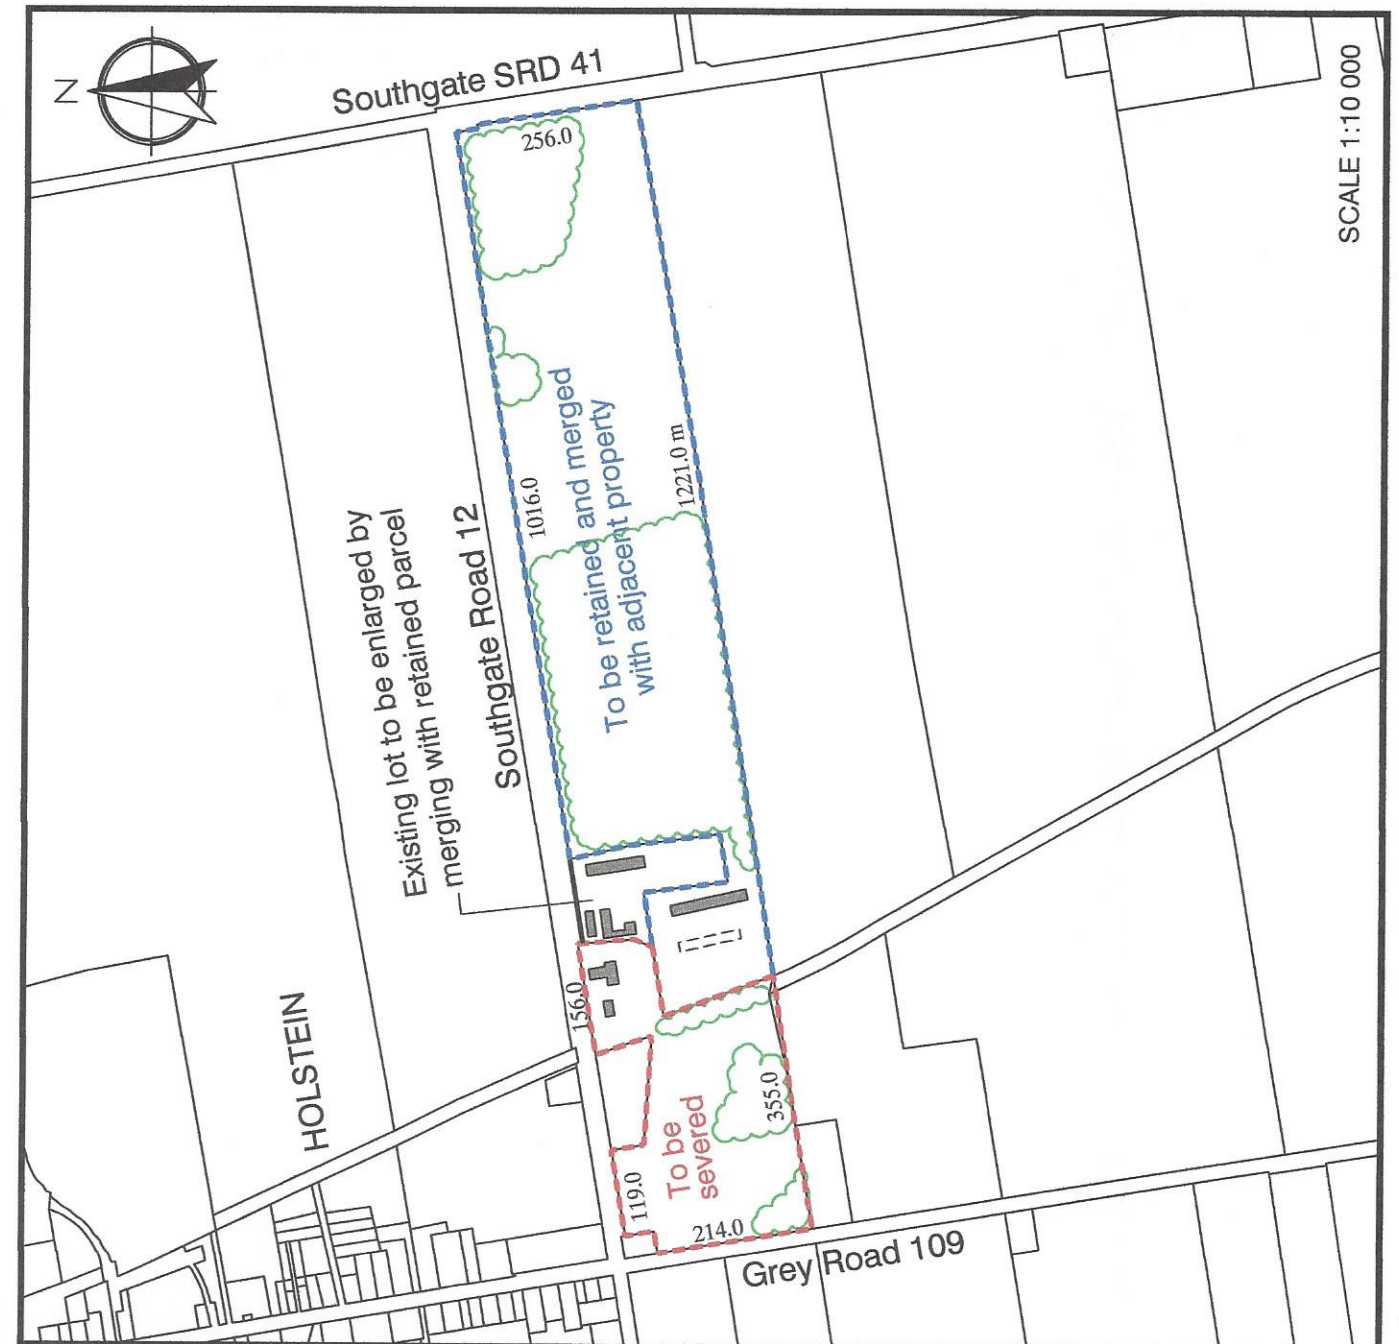 N
Southgate SRD 41
SCALE 1:10 000
256.0
To be retained and merged
with adjacent property
1016.0
1221.0 m
Existing lot to be enlarged by
merging with retained parcel
Southgate Road 12
HOLSTEIN
156.0
To be
severed
355.0
119.0
214.0
Grey Road 109